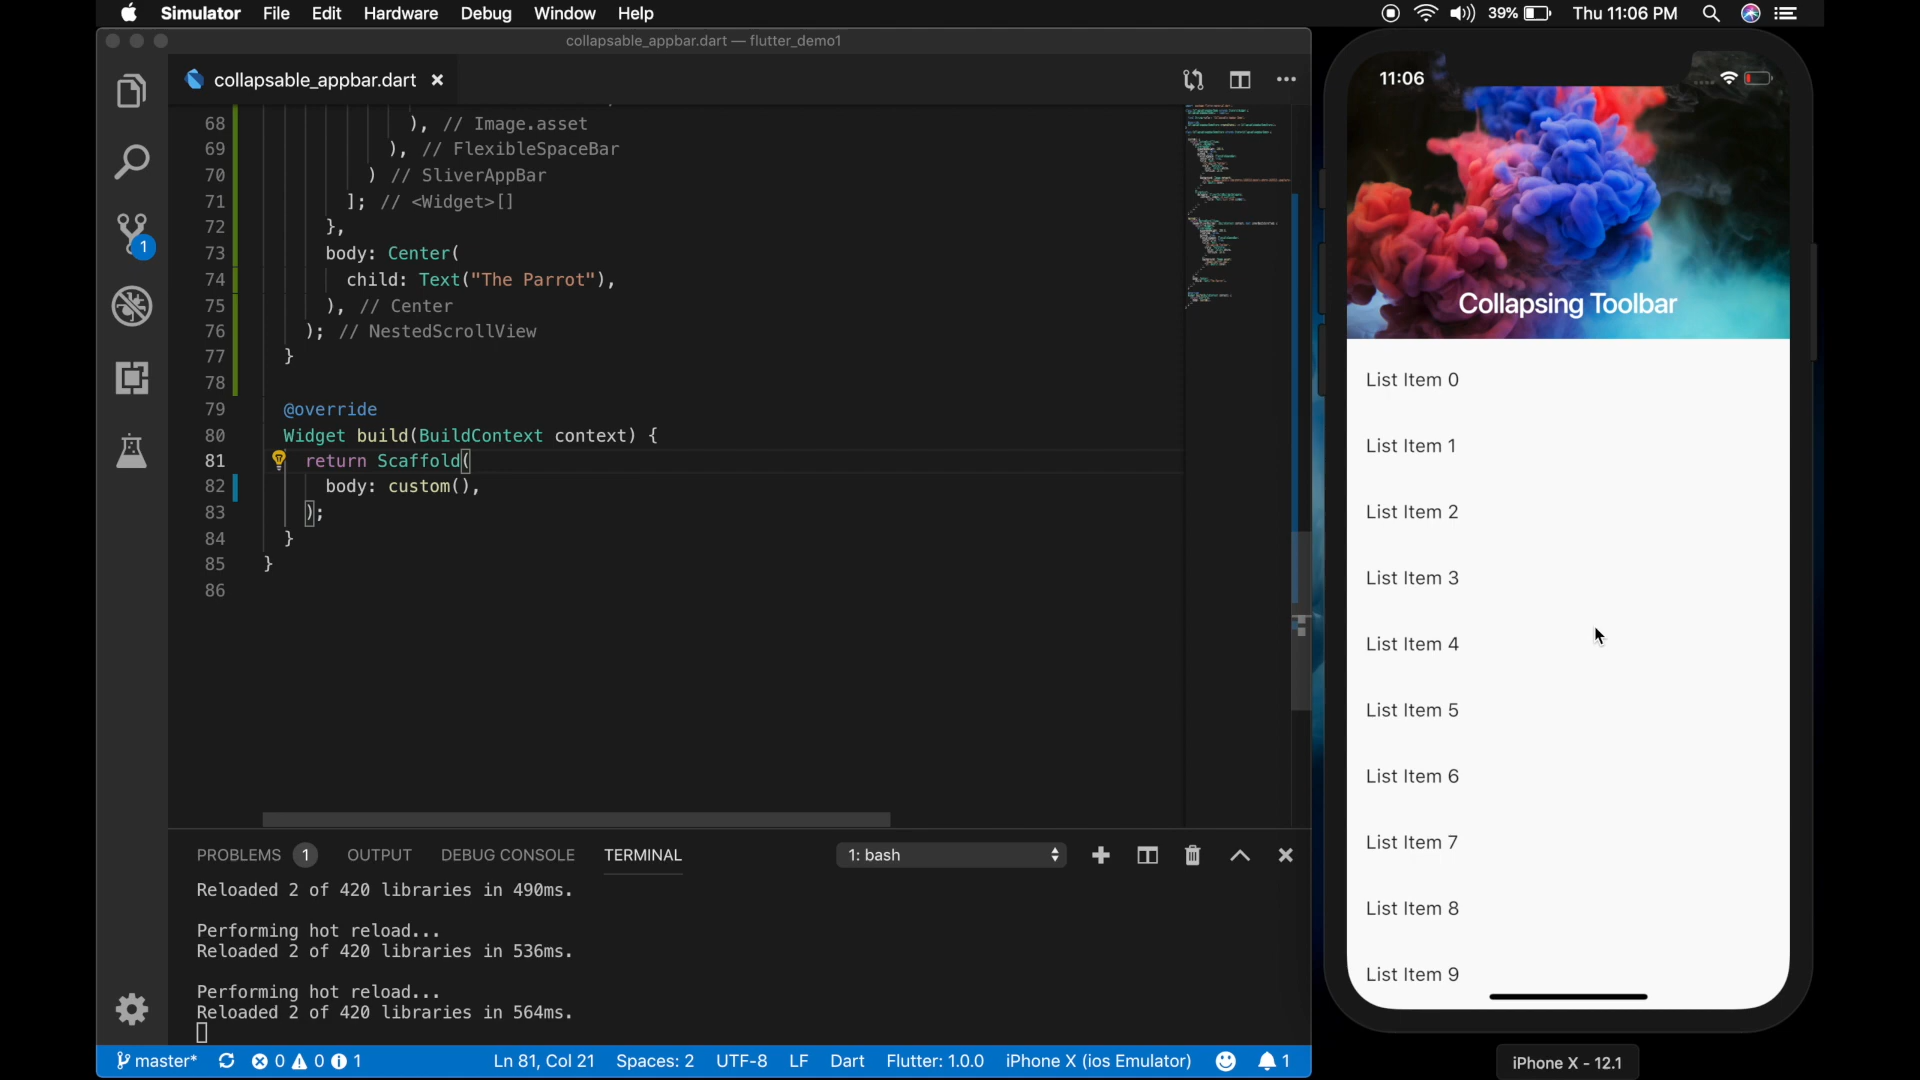 Simulator File Edit Hardware Debug Window Help
39% Thu 11:06 PM
collapsable_appbar.dart — flutter_demo1
collapsable_appbar.dart
68 ), // Image.asset
69 ), // FlexibleSpaceBar
70 ) // SliverAppBar
71 ]; // <Widget>[]
72 },
73 body: Center(
74 child: Text("The Parrot"),
75 ), // Center
76 ); // NestedScrollView
77 }
78
79 @override
80 Widget build(BuildContext context) {
81 return Scaffold(
82 body: custom(),
83 );
84 }
85 }
86
1
PROBLEMS 1 OUTPUT DEBUG CONSOLE TERMINAL 1: bash
Reloaded 2 of 420 libraries in 490ms.
Performing hot reload...
Reloaded 2 of 420 libraries in 536ms.
Performing hot reload...
Reloaded 2 of 420 libraries in 564ms.
master* 0 0 1 Ln 81, Col 21 Spaces: 2 UTF-8 LF Dart Flutter: 1.0.0 iPhone X (ios Emulator) 1
11:06
Collapsing Toolbar
List Item 0
List Item 1
List Item 2
List Item 3
List Item 4
List Item 5
List Item 6
List Item 7
List Item 8
List Item 9
iPhone X - 12.1